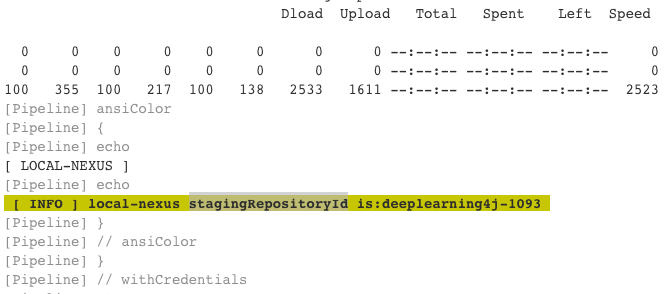 Dload Upload Total Spent Left Speed
0 0 0 0 0 0 0 0 --:--:-- --:--:-- --:--:-- 0
0 0 0 0 0 0 0 0 --:--:-- --:--:-- --:--:-- 0
100 355 100 217 100 138 2533 1611 --:--:-- --:--:-- --:--:-- 2523
[Pipeline] ansiColor
[Pipeline] {
[Pipeline] echo
[ LOCAL-NEXUS ]
[Pipeline] echo
[ INFO ] local-nexus stagingRepositoryId is:deeplearning4j-1093
[Pipeline] }
[Pipeline] // ansiColor
[Pipeline] }
[Pipeline] // withCredentials